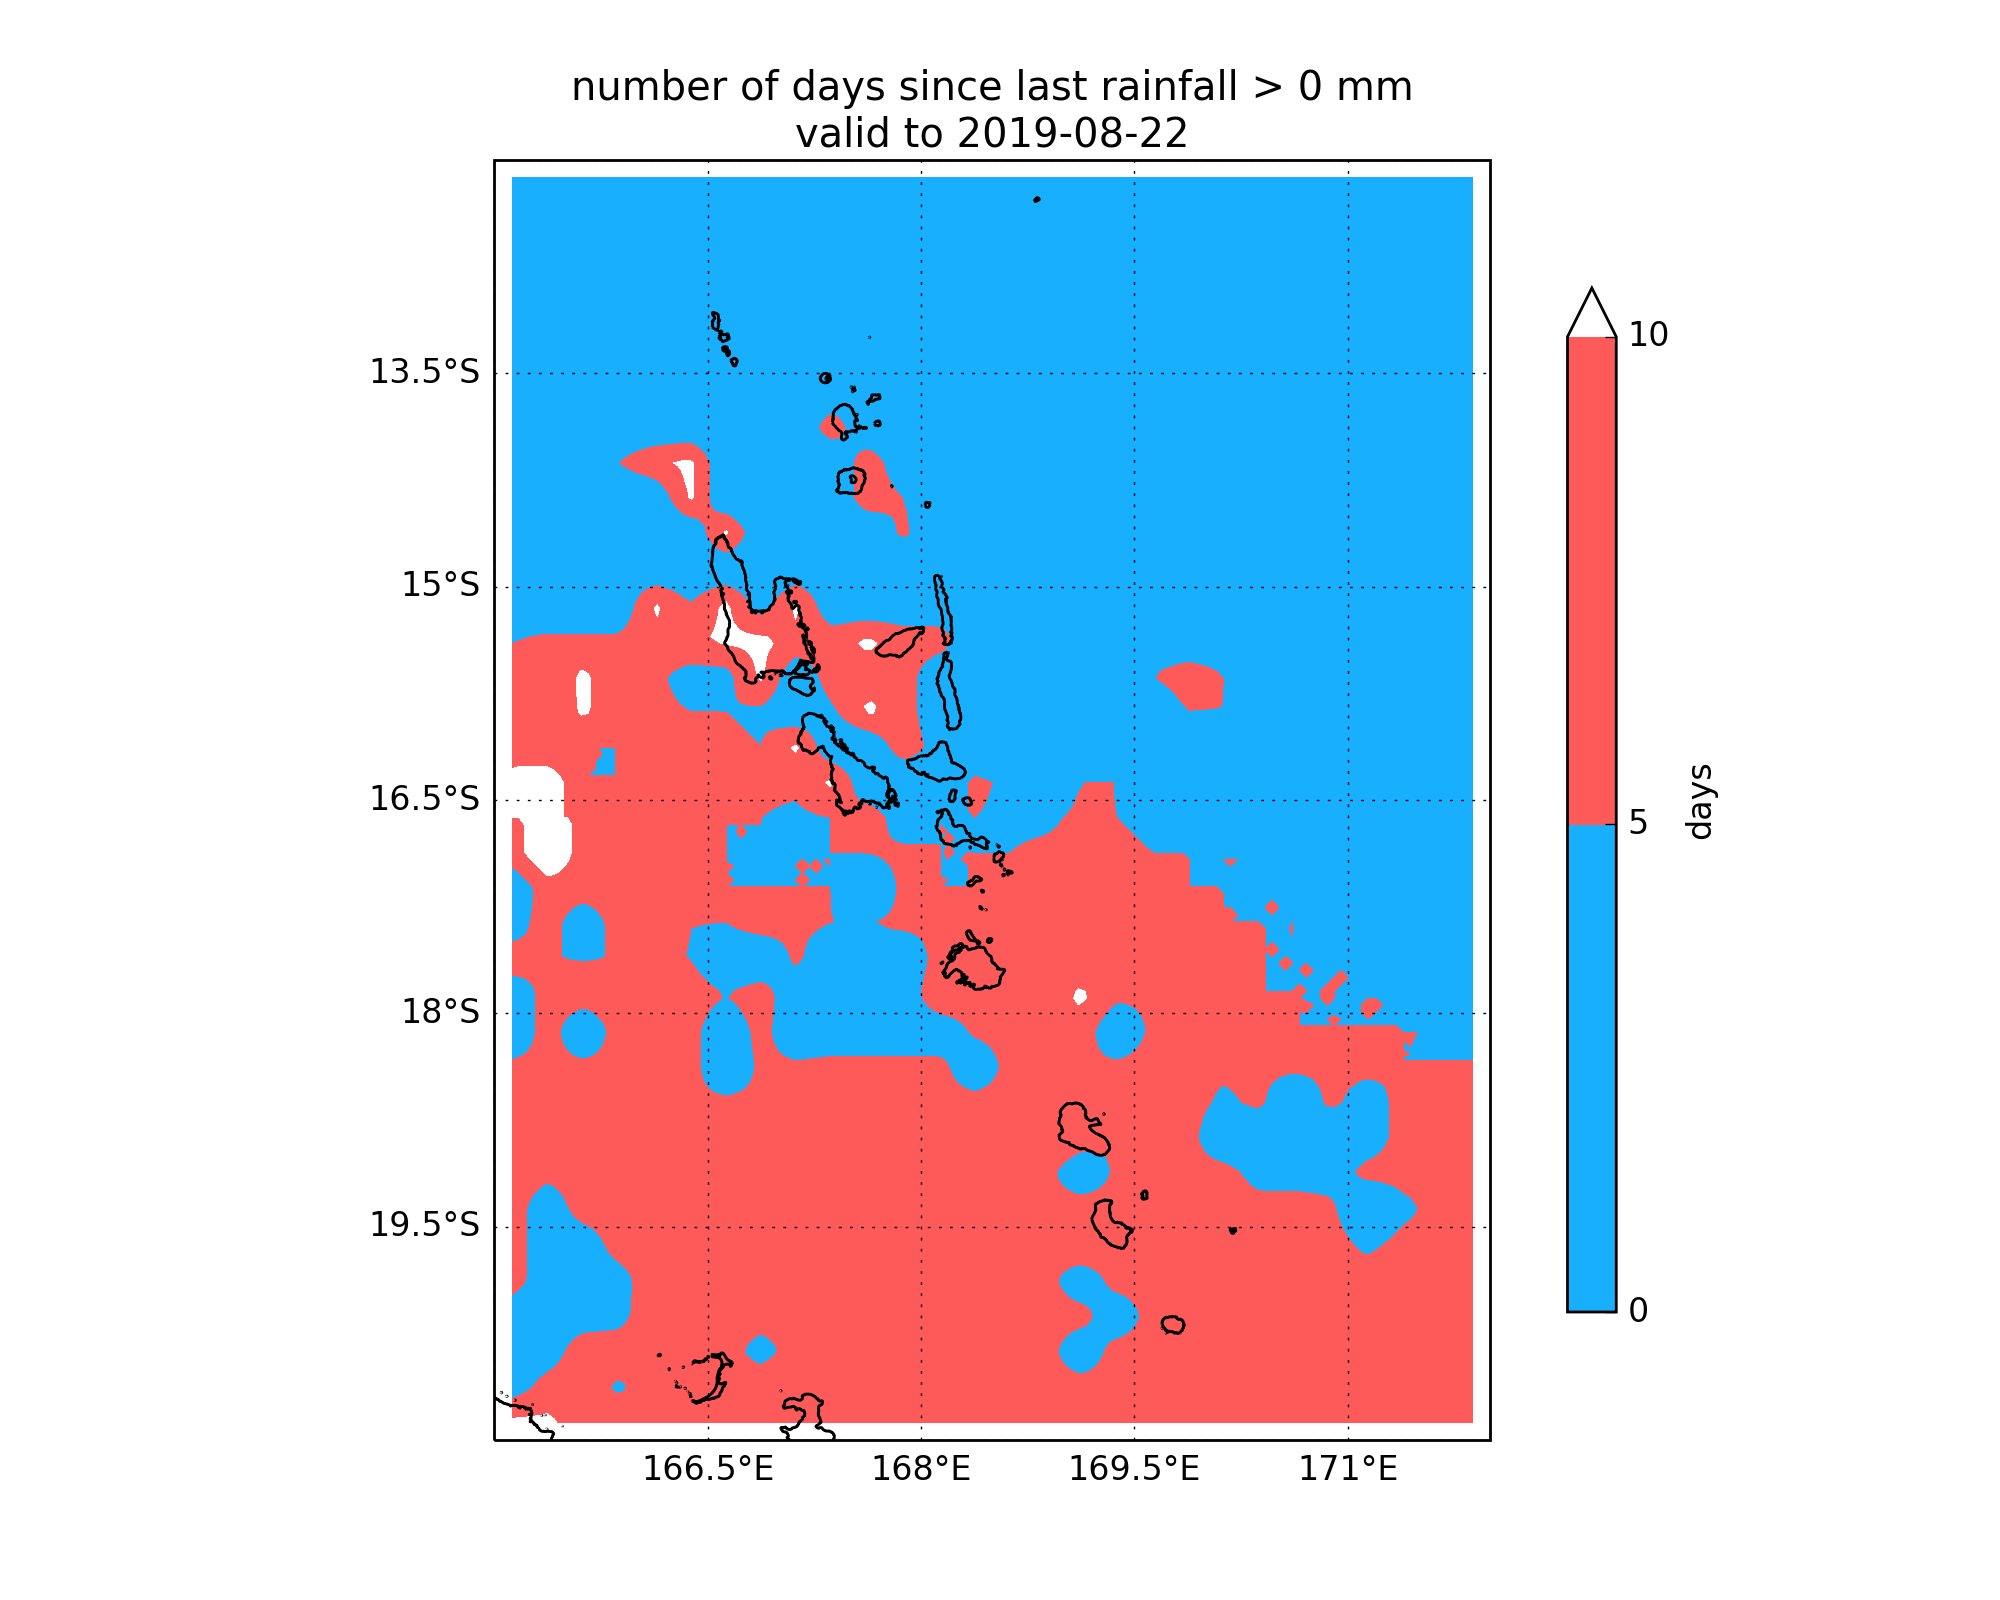 number of days since last rainfall > 0 mm
valid to 2019-08-22
13.5°S
15°S
16.5°S
18°S
19.5°S
166.5°E
168°E
169.5°E
171°E
10
5
0
days